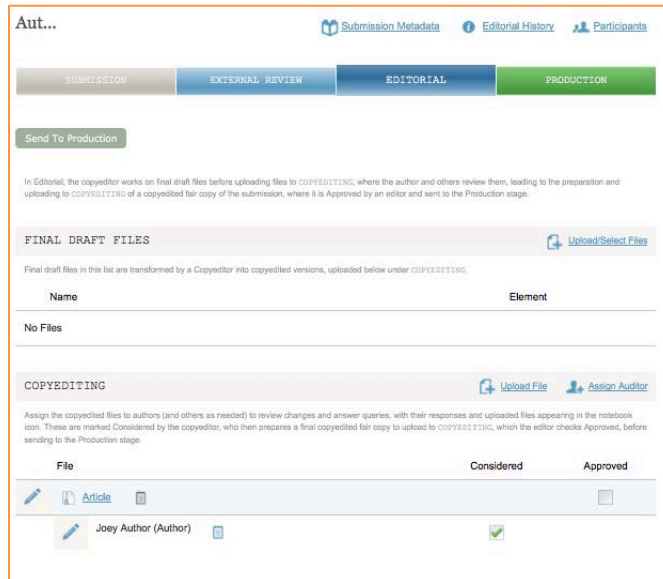 Aut...
Submission Metadata Editorial History Participants
SUBMISSION EXTERNAL REVIEW EDITORIAL PRODUCTION
Send To Production
In Editorial, the copyeditor works on final draft files before uploading files to COPYEDITING, where the author and others review them, leading to the preparation and
uploading to COPYEDITING of a copyedited fair copy of the submission, where it is Approved by an editor and sent to the Production stage.
FINAL DRAFT FILES Upload/Select Files
Final draft files in this list are transformed by a Copyeditor into copyedited versions, uploaded below under COPYEDITING.
Name Element
No Files
COPYEDITING Upload File Assign Auditor
Assign the copyedited files to authors (and others as needed) to review changes and answer queries, with their responses and uploaded files appearing in the notebook
icon. These are marked Considered by the copyeditor, who then prepares a final copyedited fair copy to upload to COPYEDITING, which the editor checks Approved, before
sending to the Production stage.
File Considered Approved
Article
Joey Author (Author)